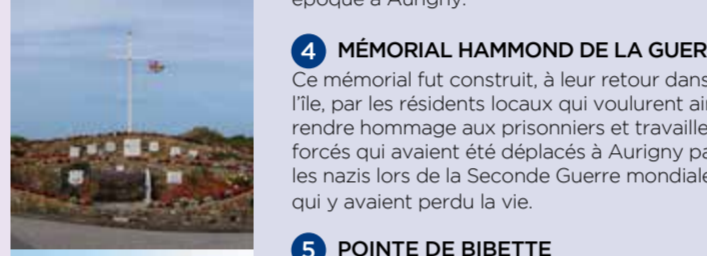 époque à Aurigny.
4 MÉMORIAL HAMMOND DE LA GUER
Ce mémorial fut construit, à leur retour dans
l'île, par les résidents locaux qui voulurent ai
rendre hommage aux prisonniers et travaille
forcés qui avaient été déplacés à Aurigny pa
les nazis lors de la Seconde Guerre mondiale
qui y avaient perdu la vie.
5 POINTE DE BIBETTE